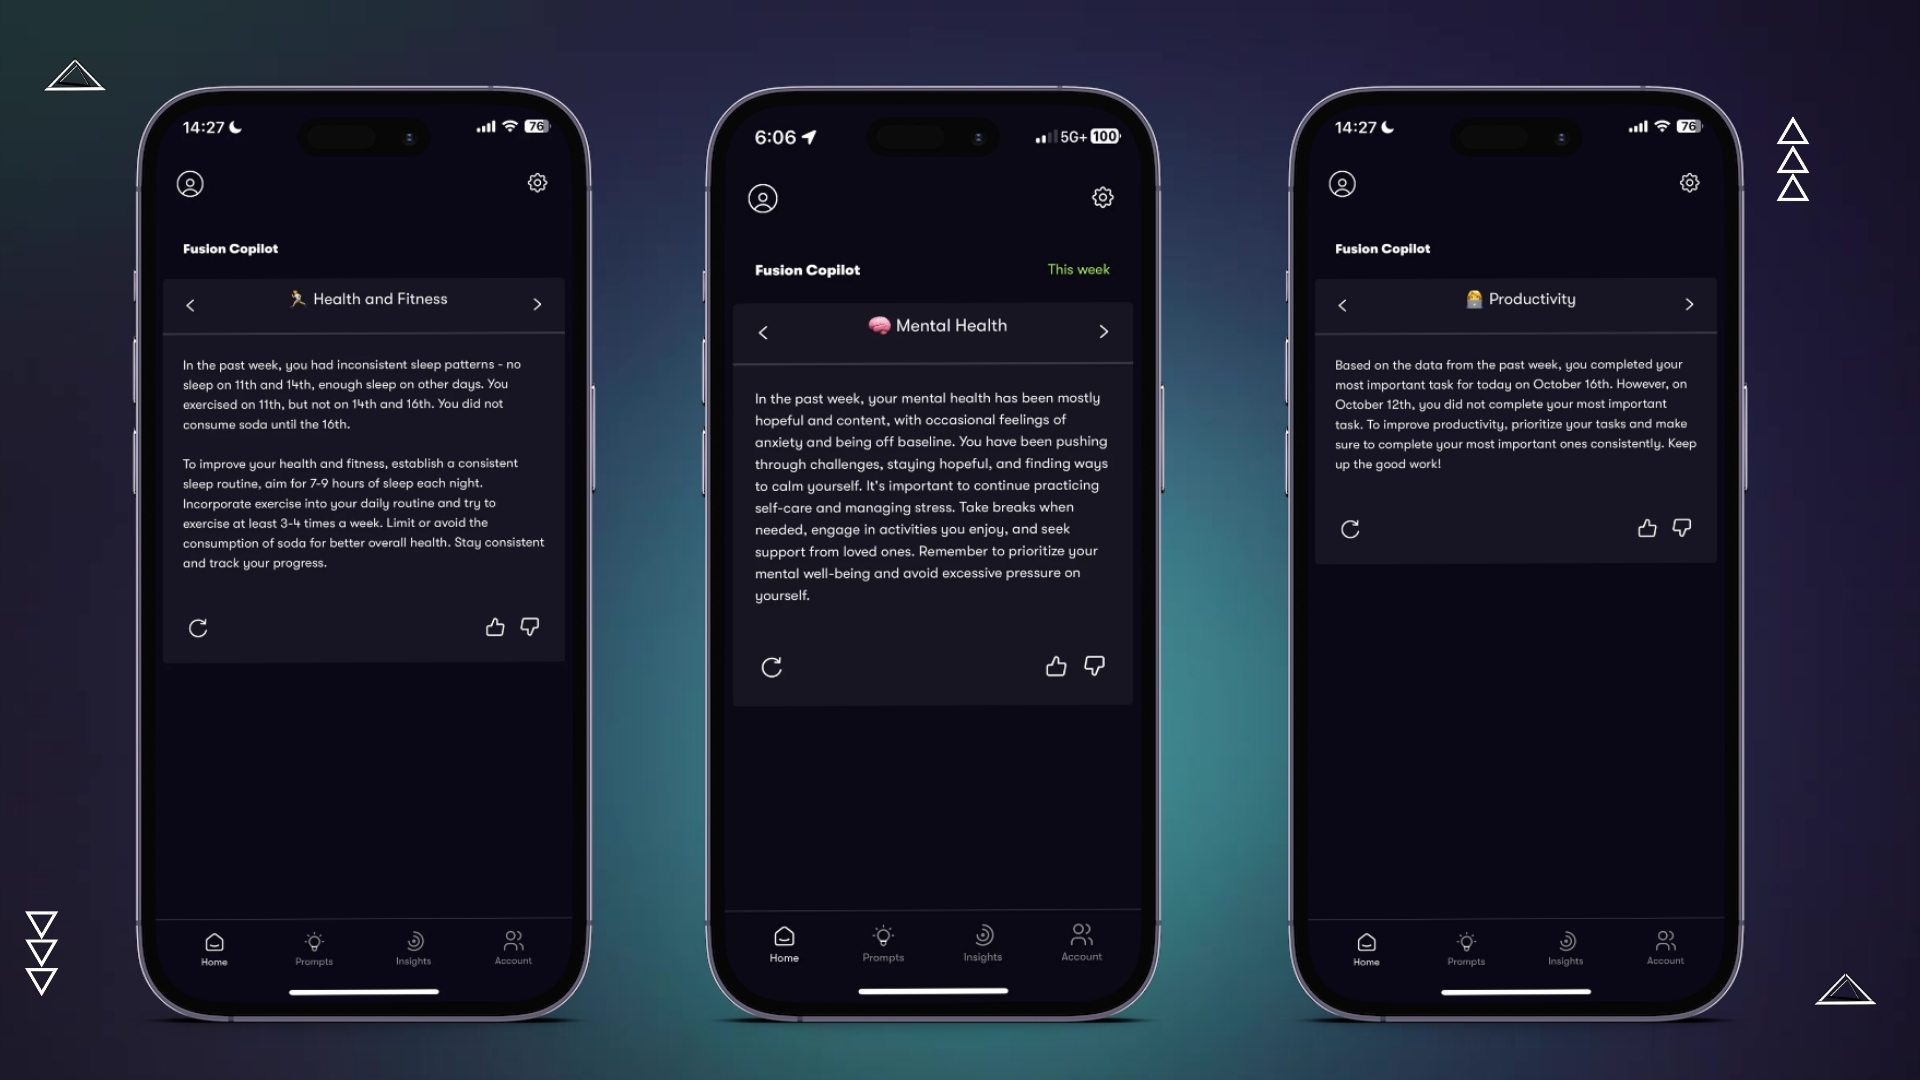 14:27
76
Fusion Copilot
🏃 Health and Fitness
In the past week, you had inconsistent sleep patterns - no
sleep on 11th and 14th, enough sleep on other days. You
exercised on 11th, but not on 14th and 16th. You did not
consume soda until the 16th.
To improve your health and fitness, establish a consistent
sleep routine, aim for 7-9 hours of sleep each night.
Incorporate exercise into your daily routine and try to
exercise at least 3-4 times a week. Limit or avoid the
consumption of soda for better overall health. Stay consistent
and track your progress.
Home
Prompts
Insights
Account
6:06
5G+ 100
Fusion Copilot
This week
🧠 Mental Health
In the past week, your mental health has been mostly
hopeful and content, with occasional feelings of
anxiety and being off baseline. You have been pushing
through challenges, staying hopeful, and finding ways
to calm yourself. It's important to continue practicing
self-care and managing stress. Take breaks when
needed, engage in activities you enjoy, and seek
support from loved ones. Remember to prioritize your
mental well-being and avoid excessive pressure on
yourself.
Home
Prompts
Insights
Account
14:27
76
Fusion Copilot
Productivity
Based on the data from the past week, you completed your
most important task for today on October 16th. However, on
October 12th, you did not complete your most important
task. To improve productivity, prioritize your tasks and make
sure to complete your most important ones consistently. Keep
up the good work!
Home
Prompts
Insights
Account